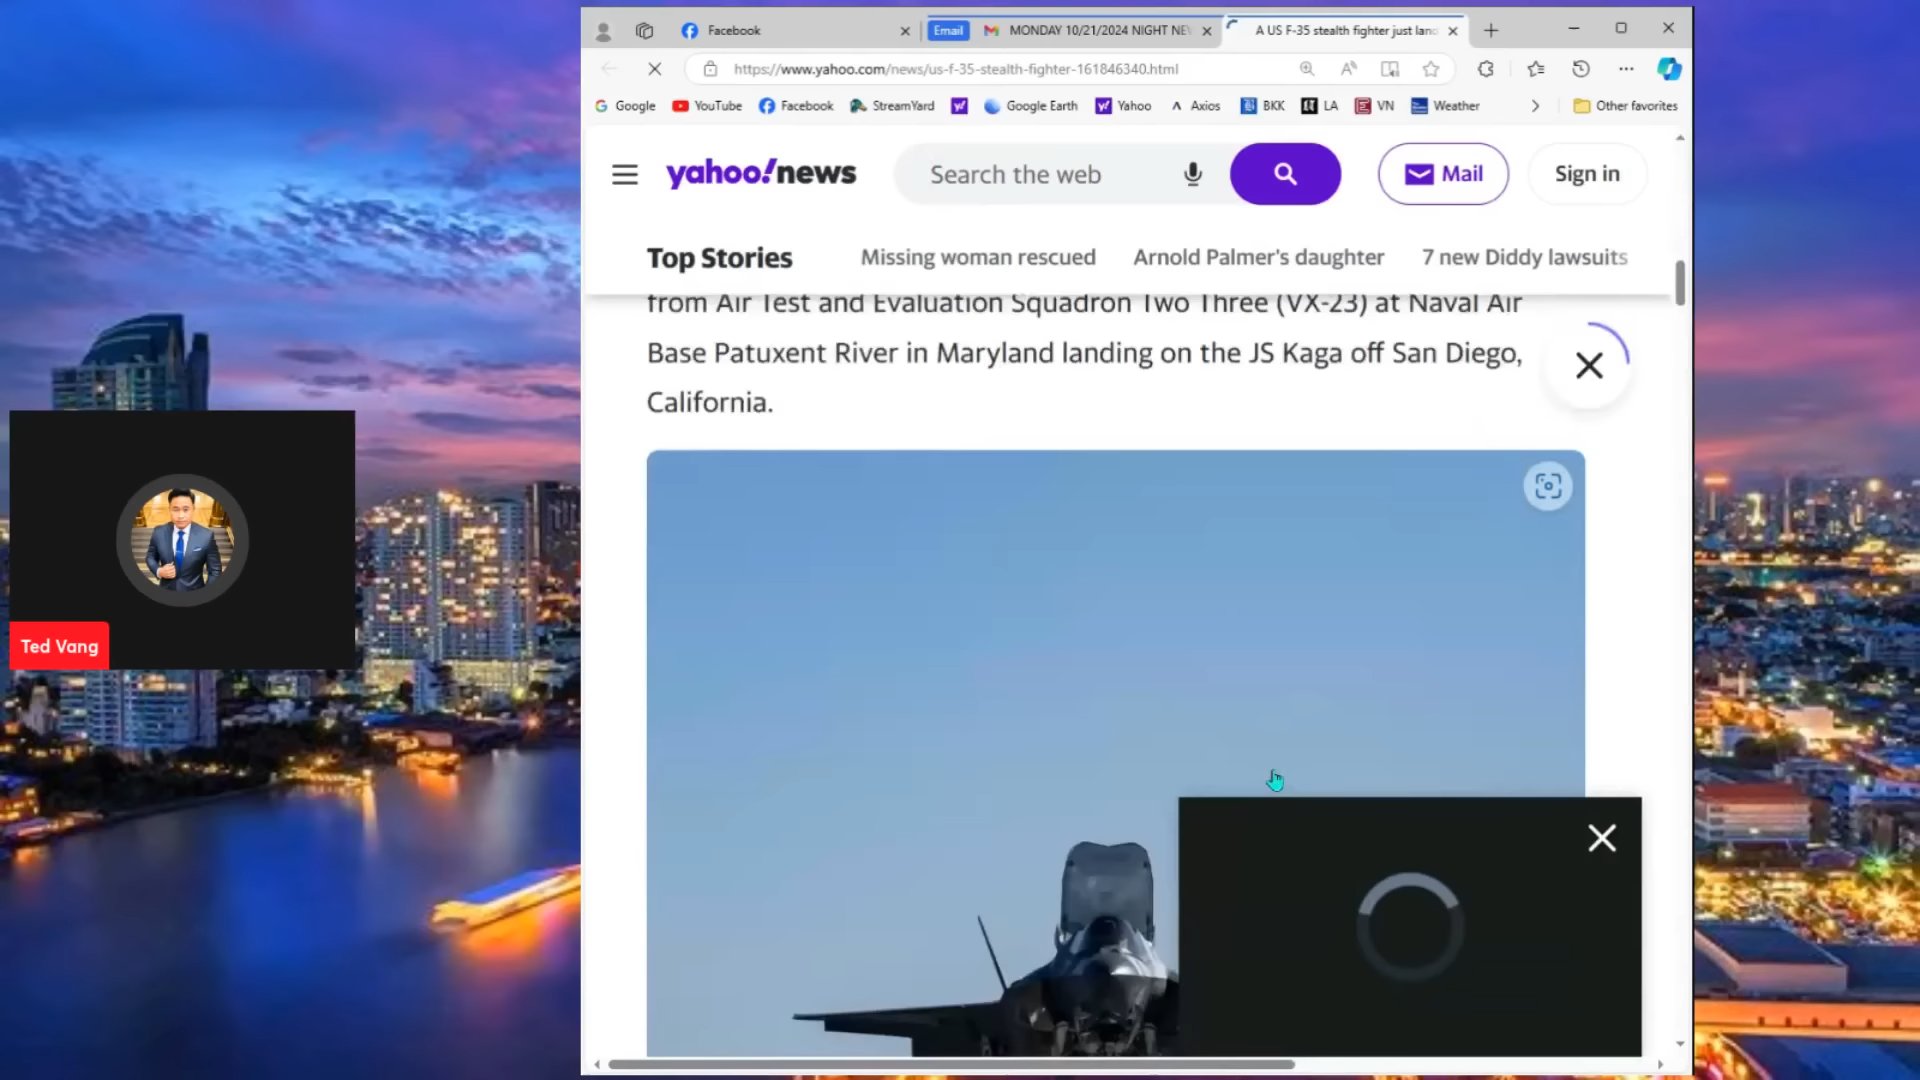 Facebook
Email
MONDAY 10/21/2024 NIGHT NE
A US F-35 stealth fighter just lan
https://www.yahoo.com/news/us-f-35-stealth-fighter-161846340.html
Google
YouTube
Facebook
StreamYard
Google Earth
Yahoo
Axios
BKK
LA
VN
Weather
Other favorites
yahoo!news
Search the web
Mail
Sign in
Top Stories
Missing woman rescued
Arnold Palmer's daughter
7 new Diddy lawsuits
from Air Test and Evaluation Squadron Two Three (VX-23) at Naval Air
Base Patuxent River in Maryland landing on the JS Kaga off San Diego,
California.
Ted Vang